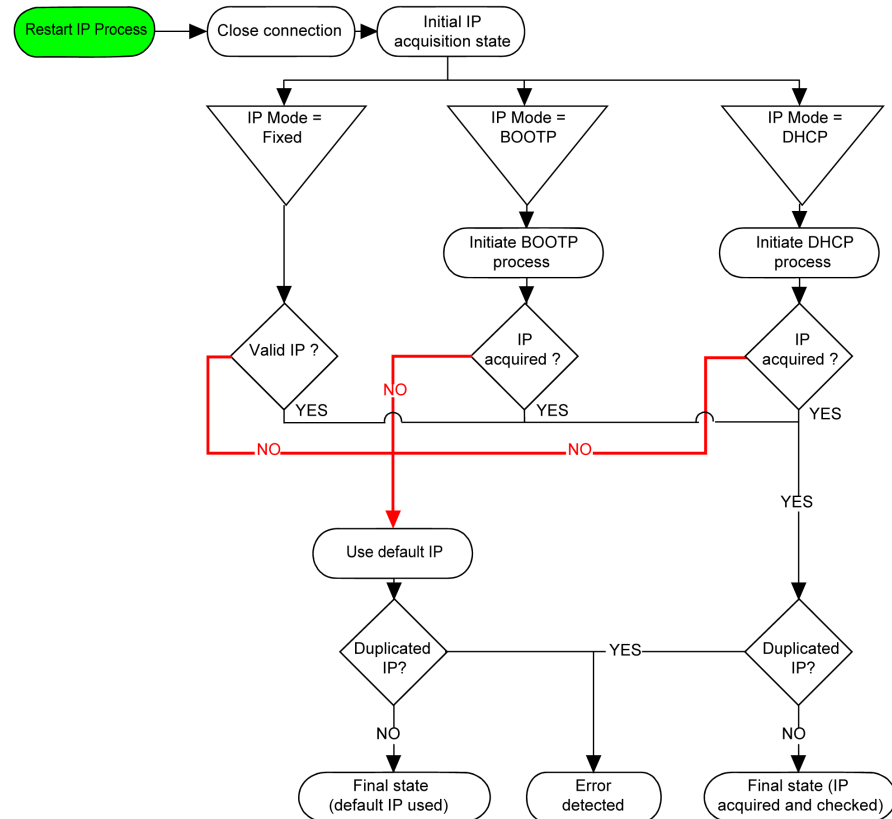 Restart IP Process
Close connection
Initial IP
acquisition state
IP Mode =
Fixed
IP Mode =
BOOTP
IP Mode =
DHCP
Initiate BOOTP
process
Initiate DHCP
process
Valid IP ?
IP
acquired ?
IP
acquired ?
NO
YES
YES
YES
NO
NO
YES
Use default IP
Duplicated
IP?
YES
Duplicated
IP?
NO
NO
Final state
(default IP used)
Error
detected
Final state (IP
acquired and checked)